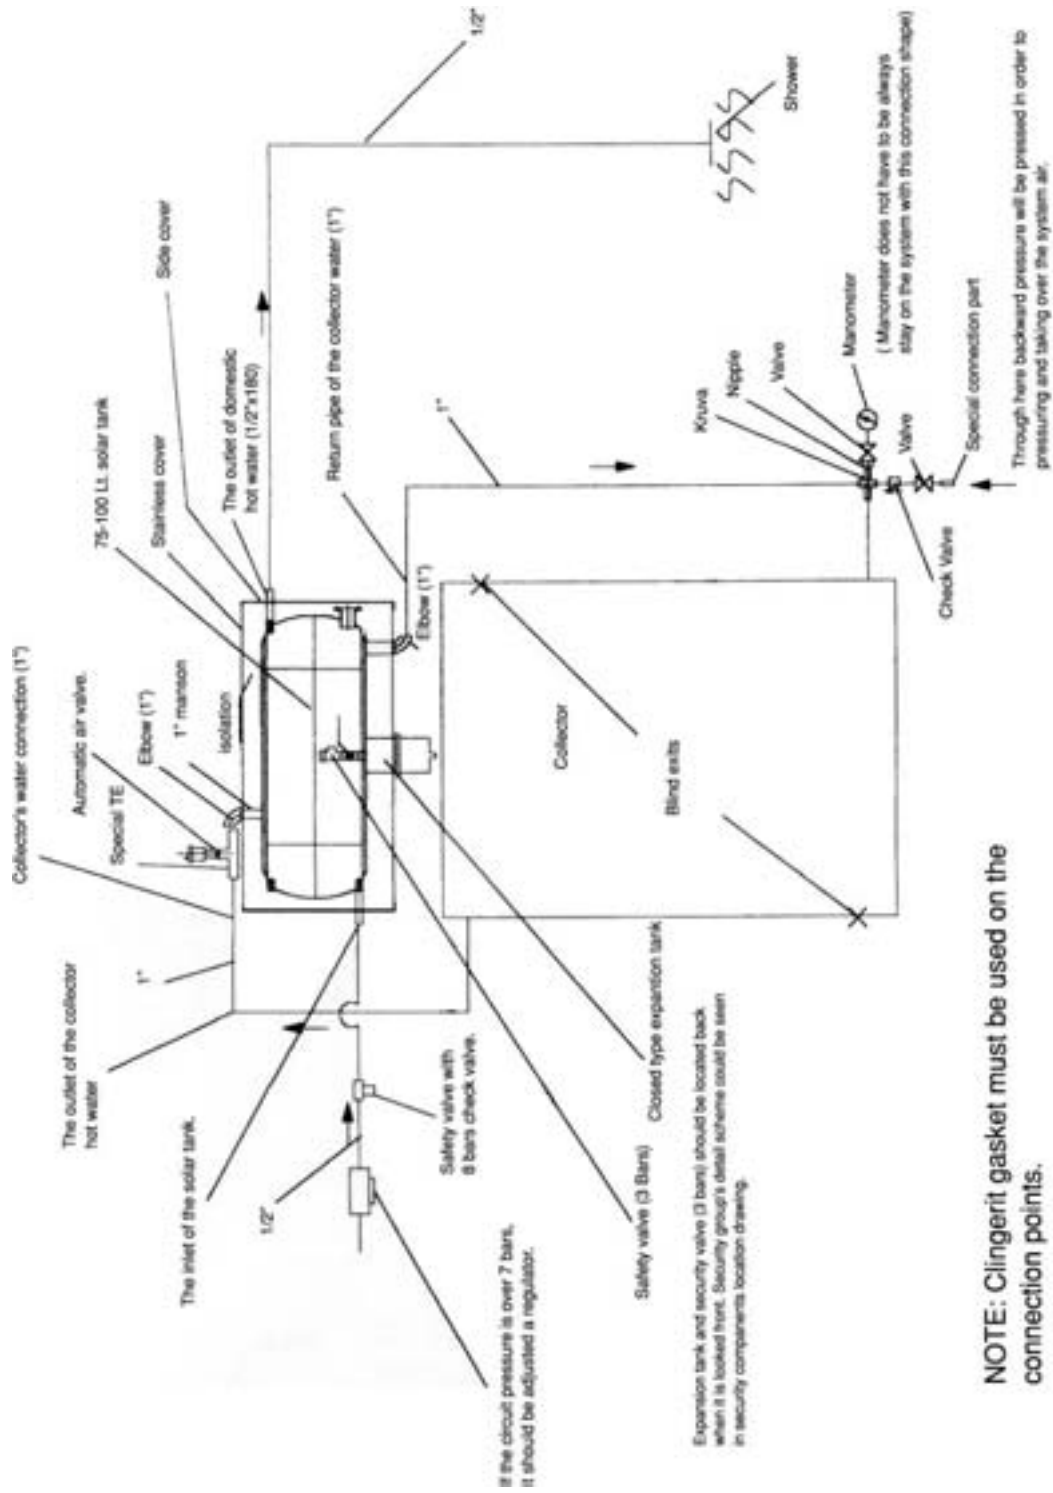 Collector's water connection (1")
Automatic air valve.
Special TE
Elbow (1")
1" manson
isolation
75-100 Lt. solar tank
Stainless cover
The outlet of domestic
hot water (1/2"x180)
Side cover
1/2"
Shower
Return pipe of the collector water (1")
1"
Elbow (1")
Kruva
Nipple
Valve
Manometer
( Manometer does not have to be always
stay on the system with this connection shape)
Valve
Special connection part
Check Valve
Through here backward pressure will be pressed in order to
pressuring and taking over the system air.
Collector
Blind exits
The outlet of the collector
hot water
1"
The inlet of the solar tank.
1/2"
Safety valve with
8 bars check valve.
If the circuit pressure is over 7 bars,
it should be adjusted a regulator.
Safety valve (3 Bars)
Closed type expantion tank
Expansion tank and security valve (3 bars) should be located back
when it is looked front. Security group's detail scheme could be seen
in security componets location drawing.
NOTE: Clingerit gasket must be used on the
connection points.